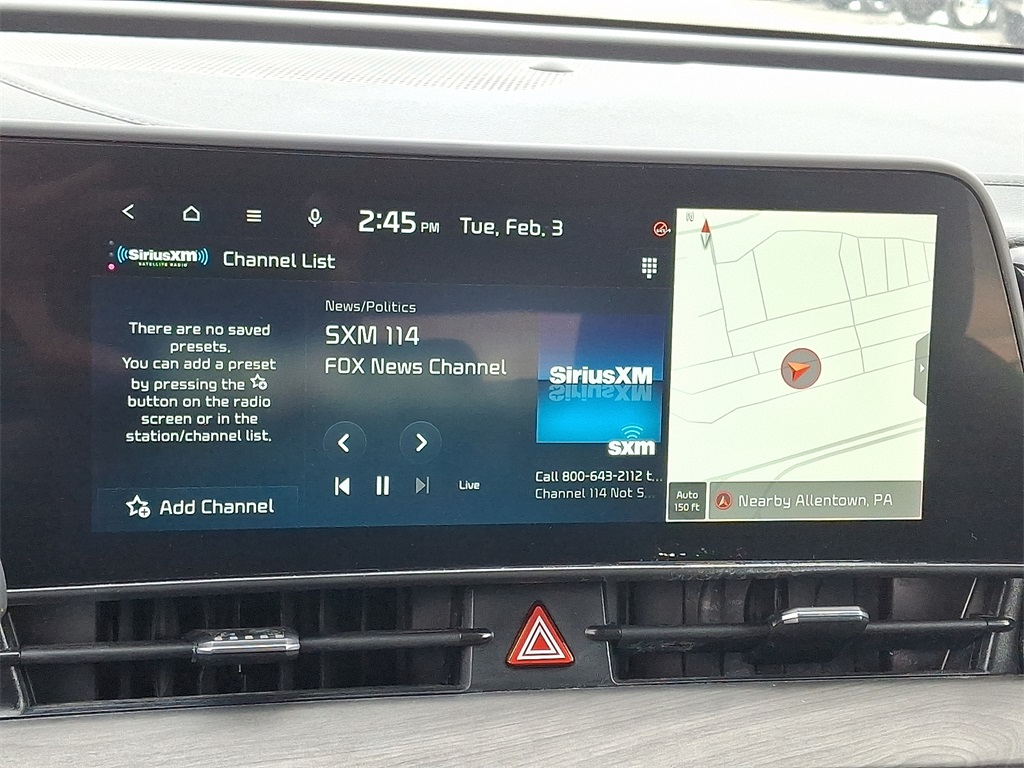 2:45 PM Tue, Feb. 3
SiriusXM
SATELLITE RADIO
Channel List
There are no saved
presets.
You can add a preset
by pressing the
button on the radio
screen or in the
station/channel list.
Add Channel
News/Politics
SXM 114
FOX News Channel
Live
SiriusXM
sxm
Call 800-643-2112 t...
Channel 114 Not S...
N
Auto
150 ft
Nearby Allentown, PA